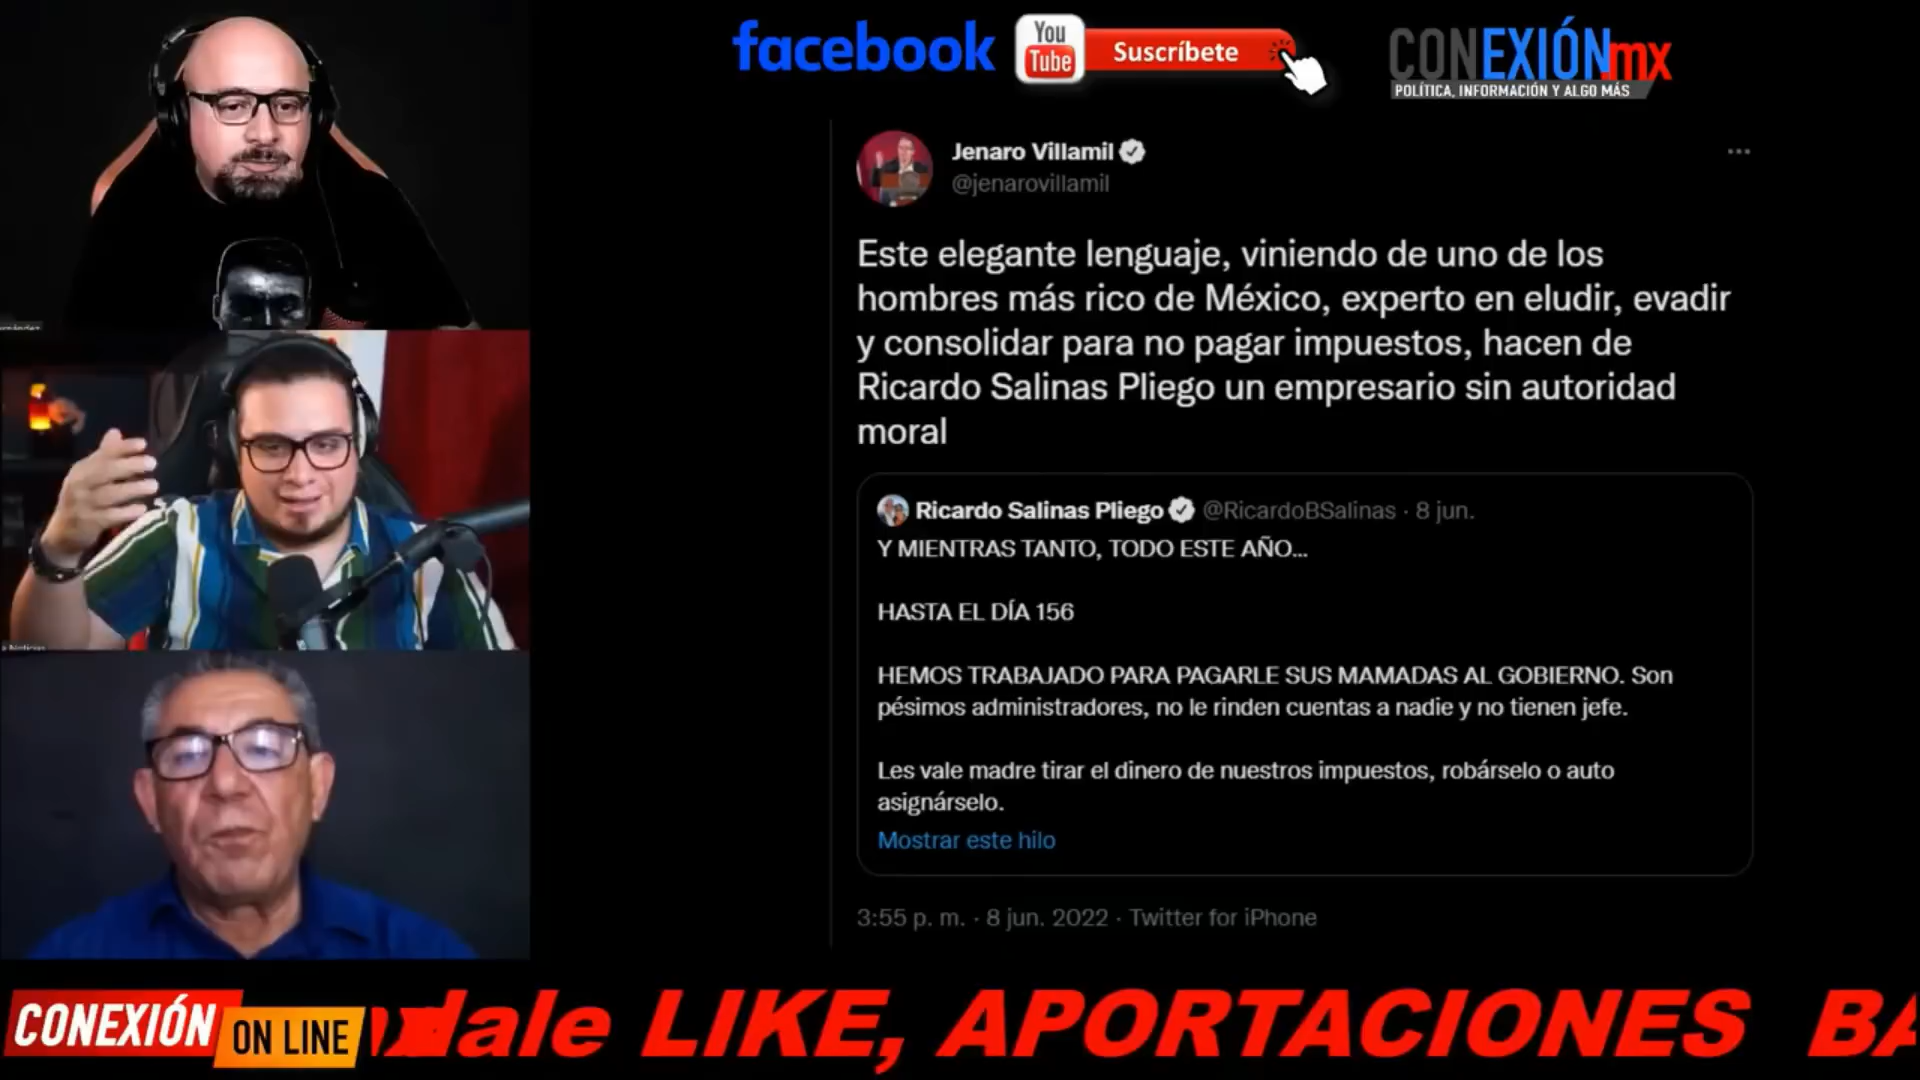 facebook
You
Tube
Suscríbete
CONEXIÓNmx
POLÍTICA, INFORMACIÓN Y ALGO MÁS
Jenaro Villamil
@jenarovillamil
Este elegante lenguaje, viniendo de uno de los
hombres más rico de México, experto en eludir, evadir
y consolidar para no pagar impuestos, hacen de
Ricardo Salinas Pliego un empresario sin autoridad
moral
Ricardo Salinas Pliego @RicardoBSalinas · 8 jun.
Y MIENTRAS TANTO, TODO ESTE AÑO...
HASTA EL DÍA 156
HEMOS TRABAJADO PARA PAGARLE SUS MAMADAS AL GOBIERNO. Son
pésimos administradores, no le rinden cuentas a nadie y no tienen jefe.
Les vale madre tirar el dinero de nuestros impuestos, robárselo o auto
asignárselo.
Mostrar este hilo
3:55 p. m. · 8 jun. 2022 · Twitter for iPhone
CONEXIÓN
ON LINE
dale LIKE, APORTACIONES BA